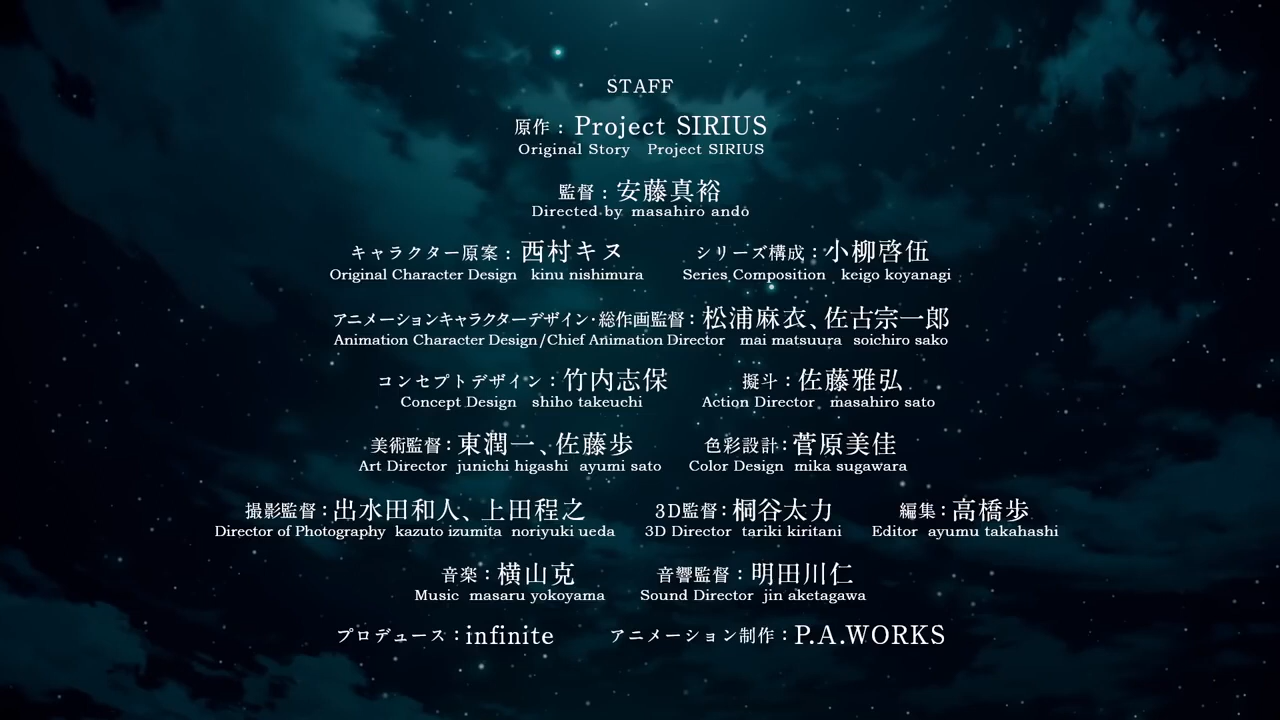 STAFF
原作：Project SIRIUS
Original Story Project SIRIUS
監督：安藤真裕
Directed by masahiro ando
キャラクター原案：西村キヌ シリーズ構成：小柳啓伍
Original Character Design kinu nishimura Series Composition keigo koyanagi
アニメーションキャラクターデザイン・総作画監督：松浦麻衣、佐古宗一郎
Animation Character Design/Chief Animation Director mai matsuura soichiro sako
コンセプトデザイン：竹内志保 擬斗：佐藤雅弘
Concept Design shiho takeuchi Action Director masahiro sato
美術監督：東潤一、佐藤歩 色彩設計：菅原美佳
Art Director junichi higashi ayumi sato Color Design mika sugawara
撮影監督：出水田和人、上田程之 3D監督：桐谷太力 編集：高橋歩
Director of Photography kazuto izumita noriyuki ueda 3D Director tariki kiritani Editor ayumu takahashi
音楽：横山克 音響監督：明田川仁
Music masaru yokoyama Sound Director jin aketagawa
プロデュース：infinite アニメーション制作：P.A.WORKS